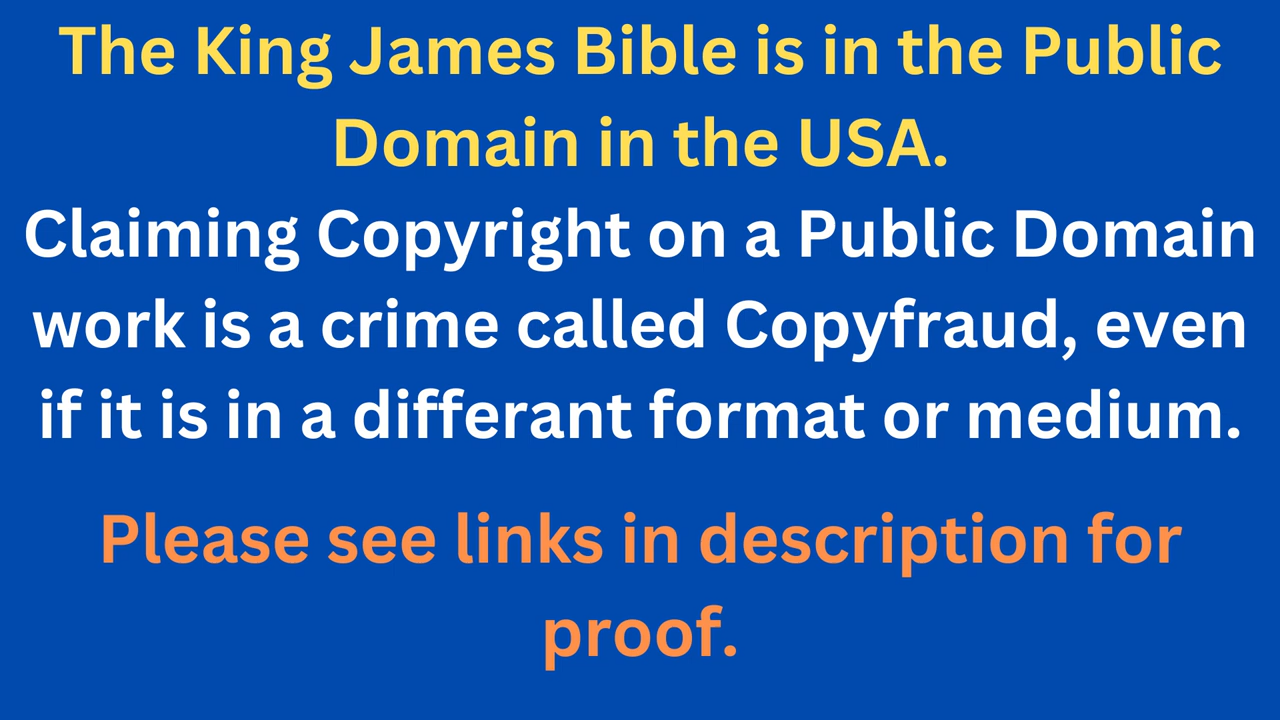 The King James Bible is in the Public
Domain in the USA.
Claiming Copyright on a Public Domain
work is a crime called Copyfraud, even
if it is in a differant format or medium.
Please see links in description for
proof.